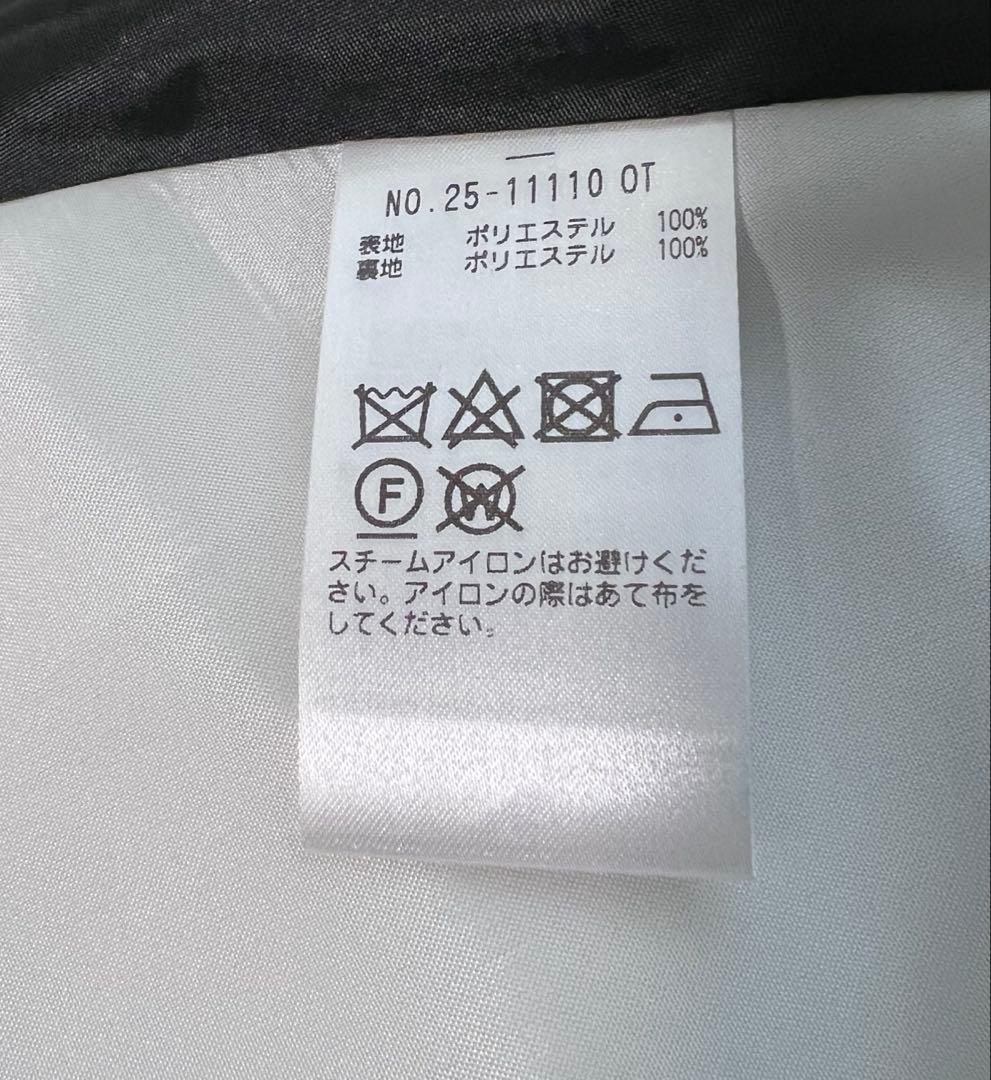 NO.25-11110 OT
表地 ポリエステル 100%
裏地 ポリエステル 100%
F W
スチームアイロンはお避けくだ
さい。アイロンの際はあて布を
してください。